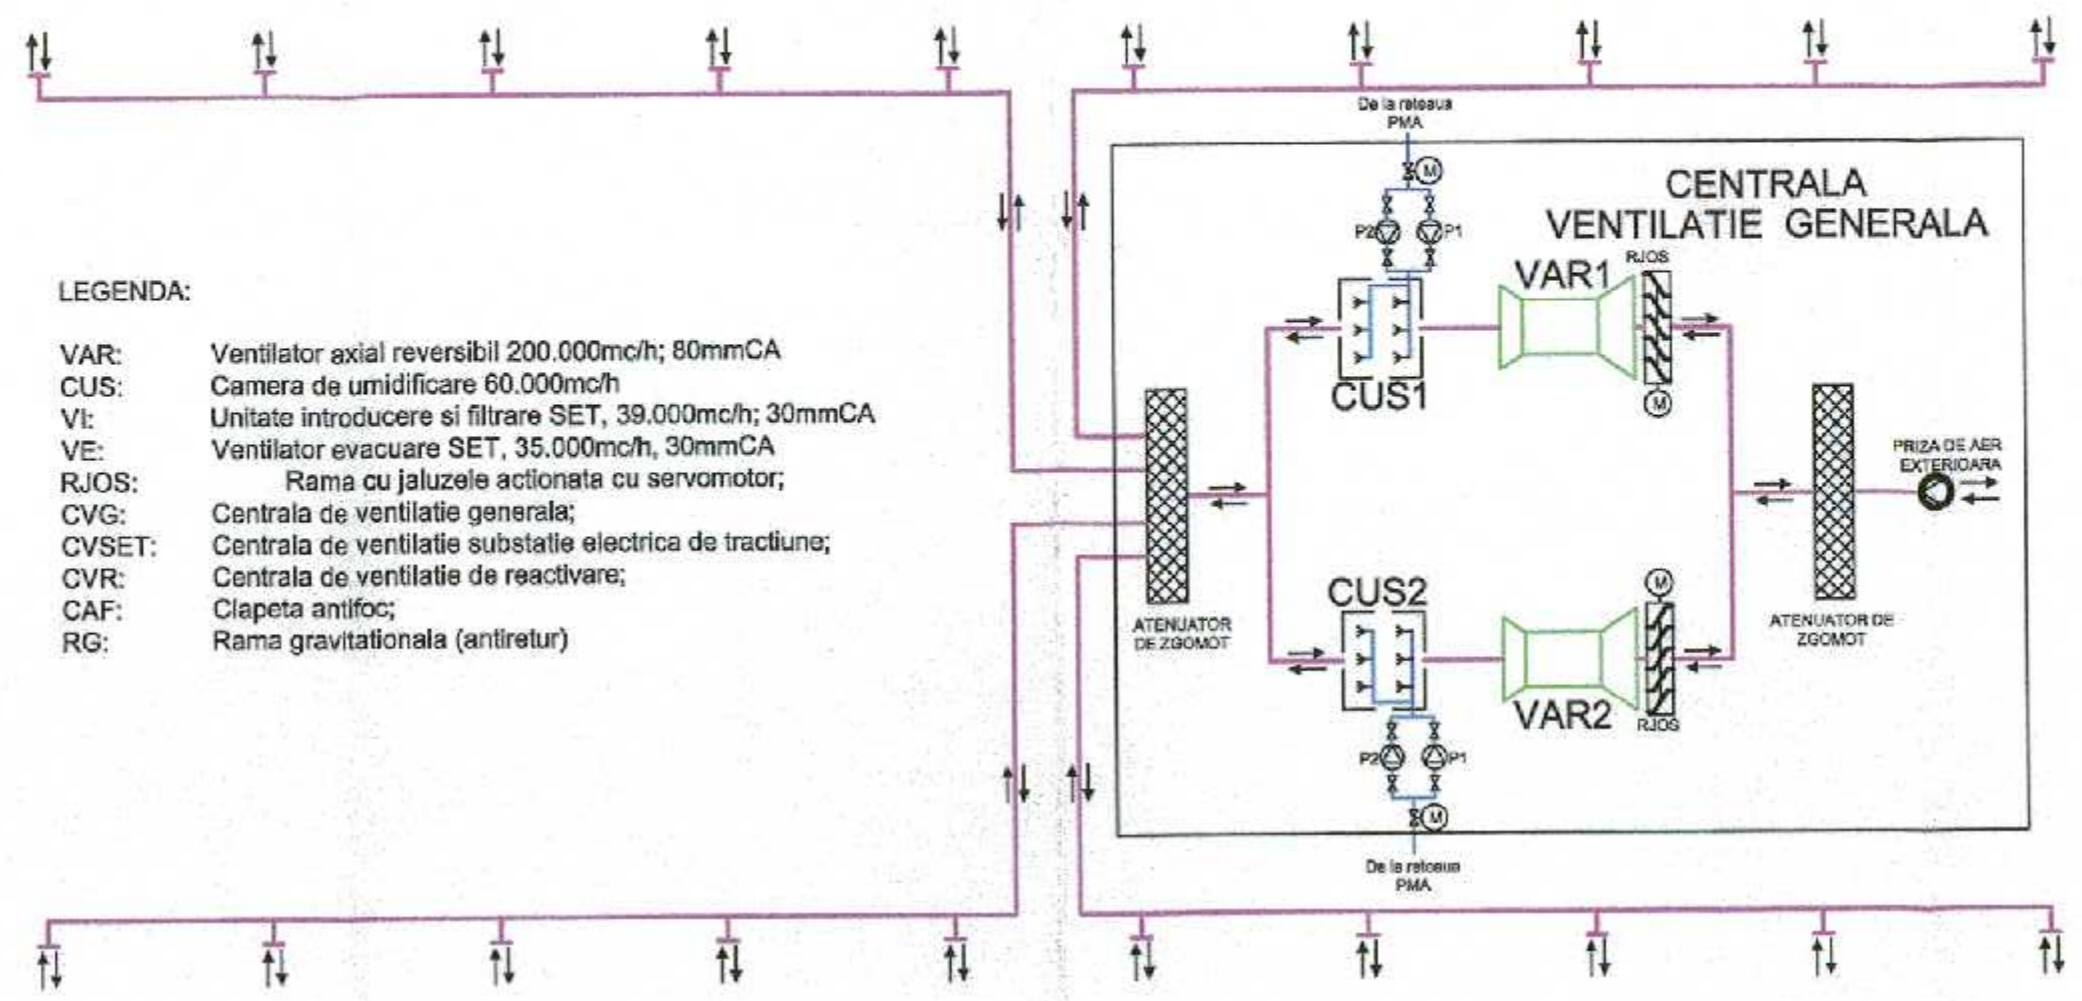 De la reteaua
PMA
M
CENTRALA
VENTILATIE GENERALA
P2
P1
RJOS
VAR1
LEGENDA:
VAR: Ventilator axial reversibil 200.000mc/h; 80mmCA
CUS: Camera de umidificare 60.000mc/h
VI: Unitate introducere si filtrare SET, 39.000mc/h; 30mmCA
VE: Ventilator evacuare SET, 35.000mc/h, 30mmCA
RJOS: Rama cu jaluzele actionata cu servomotor;
CVG: Centrala de ventilatie generala;
CVSET: Centrala de ventilatie substatie electrica de tractiune;
CVR: Centrala de ventilatie de reactivare;
CAF: Clapeta antifoc;
RG: Rama gravitationala (antiretur)
CUS1
M
PRIZA DE AER
EXTERIOARA
CUS2
M
ATENUATOR
DE ZGOMOT
ATENUATOR DE
ZGOMOT
VAR2
RJOS
P2
P1
M
De la reteaua
PMA